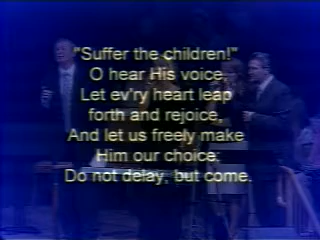 "Suffer the children!"
O hear His voice,
Let ev'ry heart leap
forth and rejoice,
And let us freely make
Him our choice:
Do not delay, but come.